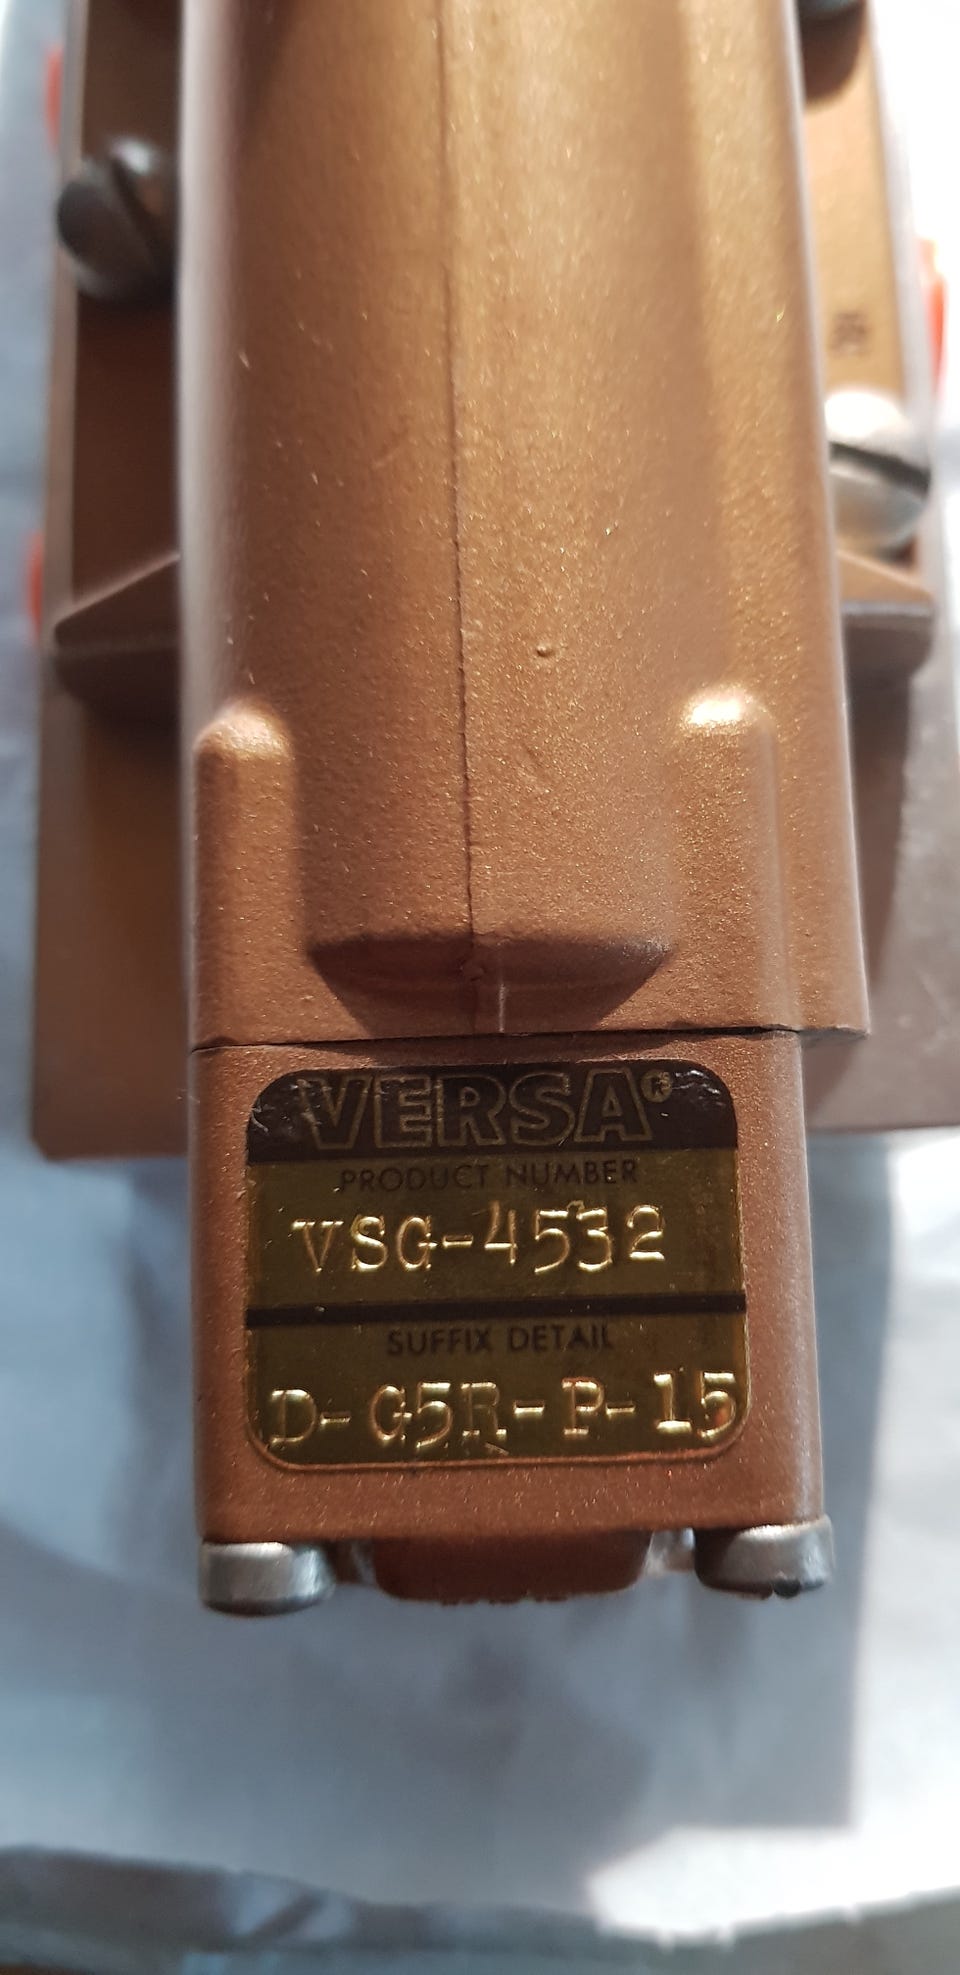 VERSA®
PRODUCT NUMBER
VSG-4532
SUFFIX DETAIL
D-G5R-P-15